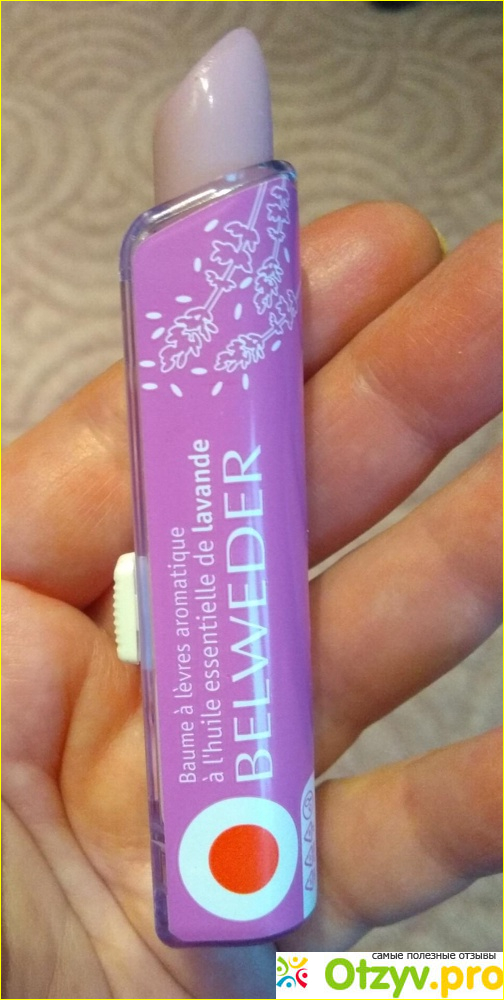 Baume à lèvres aromatique
à l'huile essentielle de lavande
BELWEDER
самые полезные отзывы
Otzyv.pro